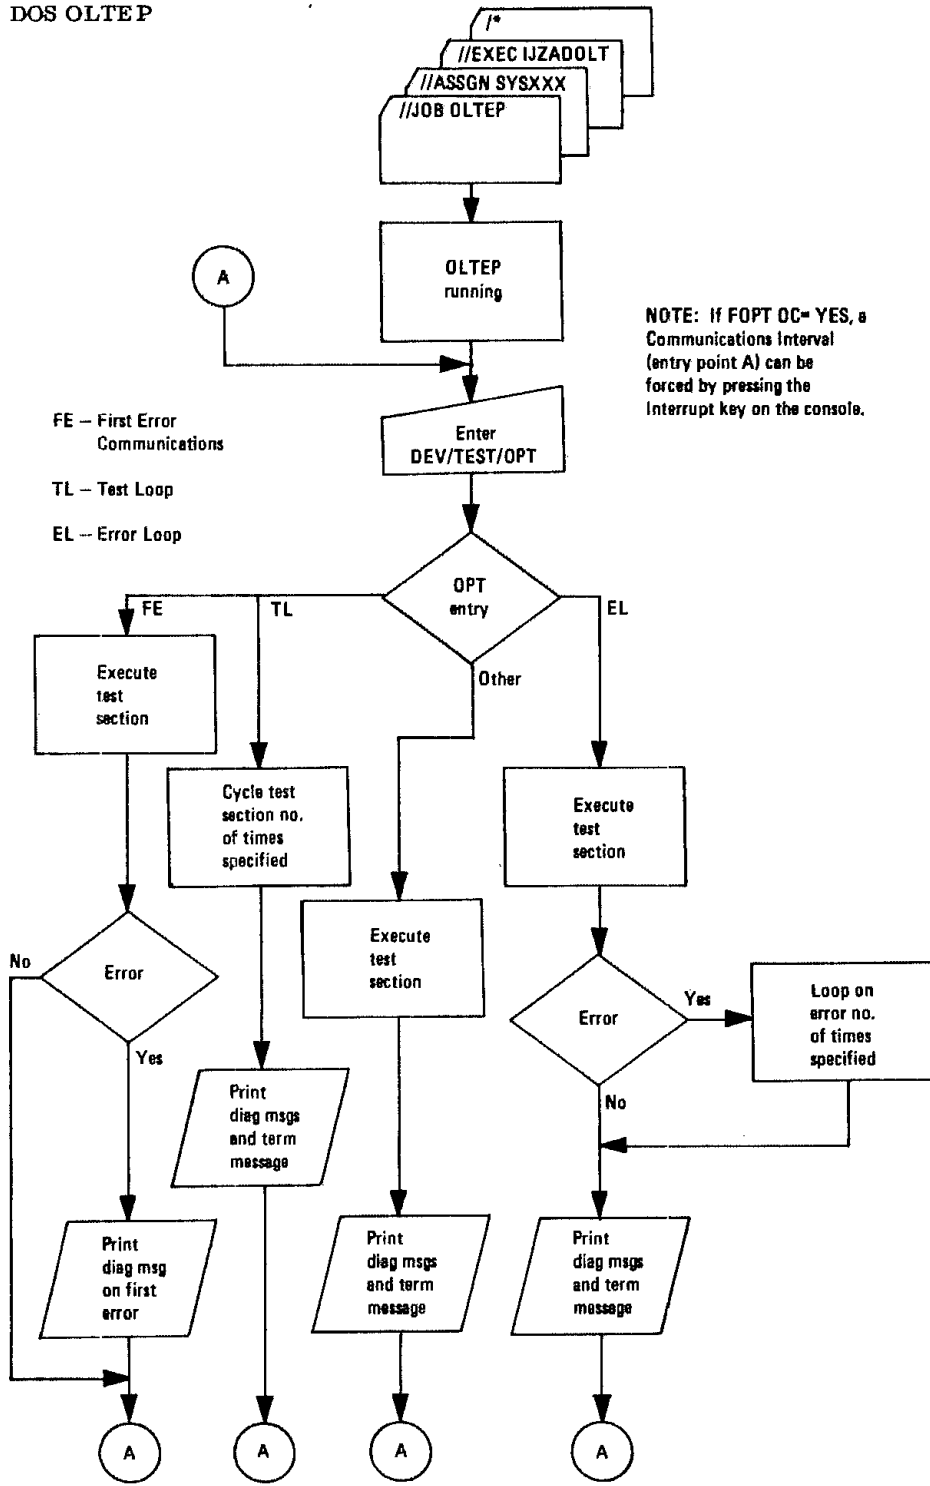 DOS OLTEP
/*
//EXEC IJZADOLT
//ASSGN SYSXXX
//JOB OLTEP
OLTEP
running
A
NOTE: If FOPT OC= YES, a
Communications Interval
(entry point A) can be
forced by pressing the
Interrupt key on the console.
FE – First Error
Communications
TL – Test Loop
EL – Error Loop
Enter
DEV/TEST/OPT
OPT
entry
FE
TL
EL
Other
Execute
test
section
Cycle test
section no.
of times
specified
Execute
test
section
Execute
test
section
No
Error
Yes
Error
Yes
No
Loop on
error no.
of times
specified
Print
diag msgs
and term
message
Print
diag msg
on first
error
Print
diag msgs
and term
message
Print
diag msgs
and term
message
A
A
A
A